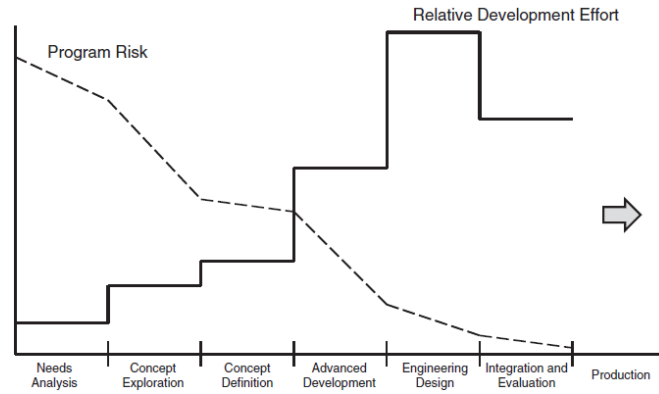 Relative Development Effort
Program Risk
Needs
Analysis
Concept
Exploration
Concept
Definition
Advanced
Development
Engineering
Design
Integration and
Evaluation
Production